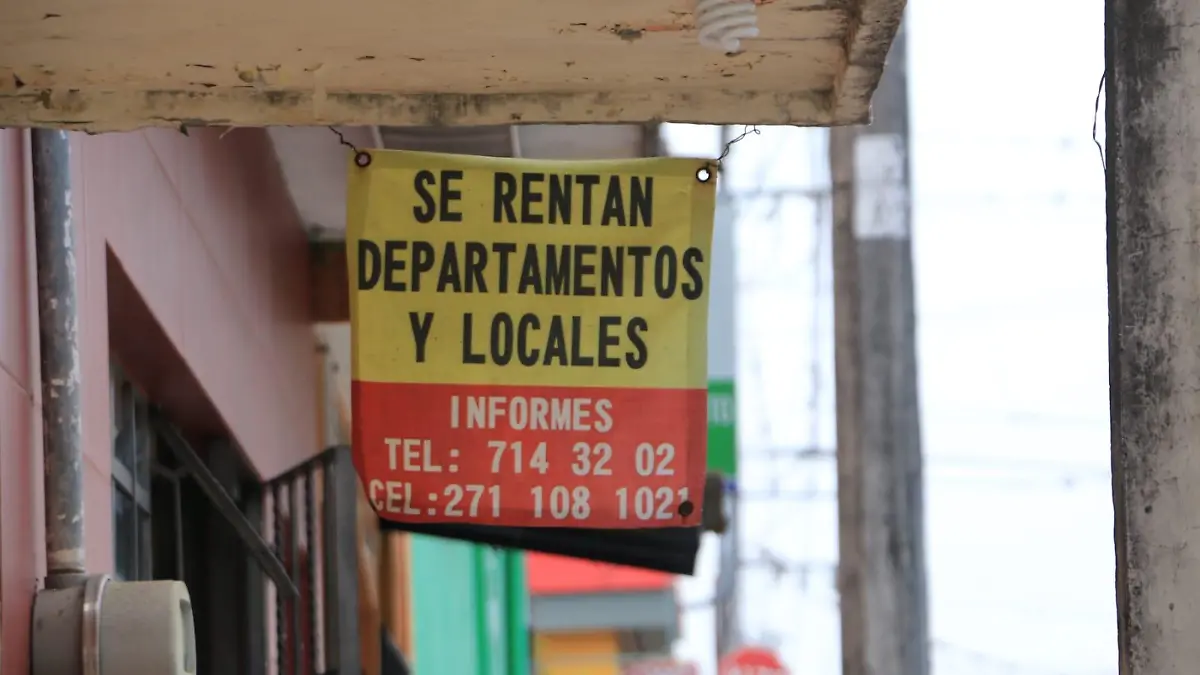 SE RENTAN
DEPARTAMENTOS
Y LOCALES
INFORMES
TEL: 714 32 02
CEL:271 108 1021